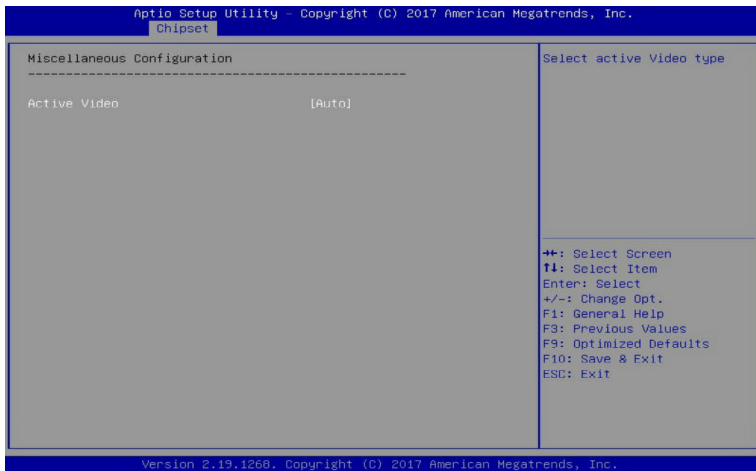 Aptio Setup Utility - Copyright (C) 2017 American Megatrends, Inc.
Chipset
Miscellaneous Configuration
--------------------------------------------------
Active Video [Auto]
Select active Video type
→←: Select Screen
↑↓: Select Item
Enter: Select
+/-: Change Opt.
F1: General Help
F3: Previous Values
F9: Optimized Defaults
F10: Save & Exit
ESC: Exit
Version 2.19.1268. Copyright (C) 2017 American Megatrends, Inc.